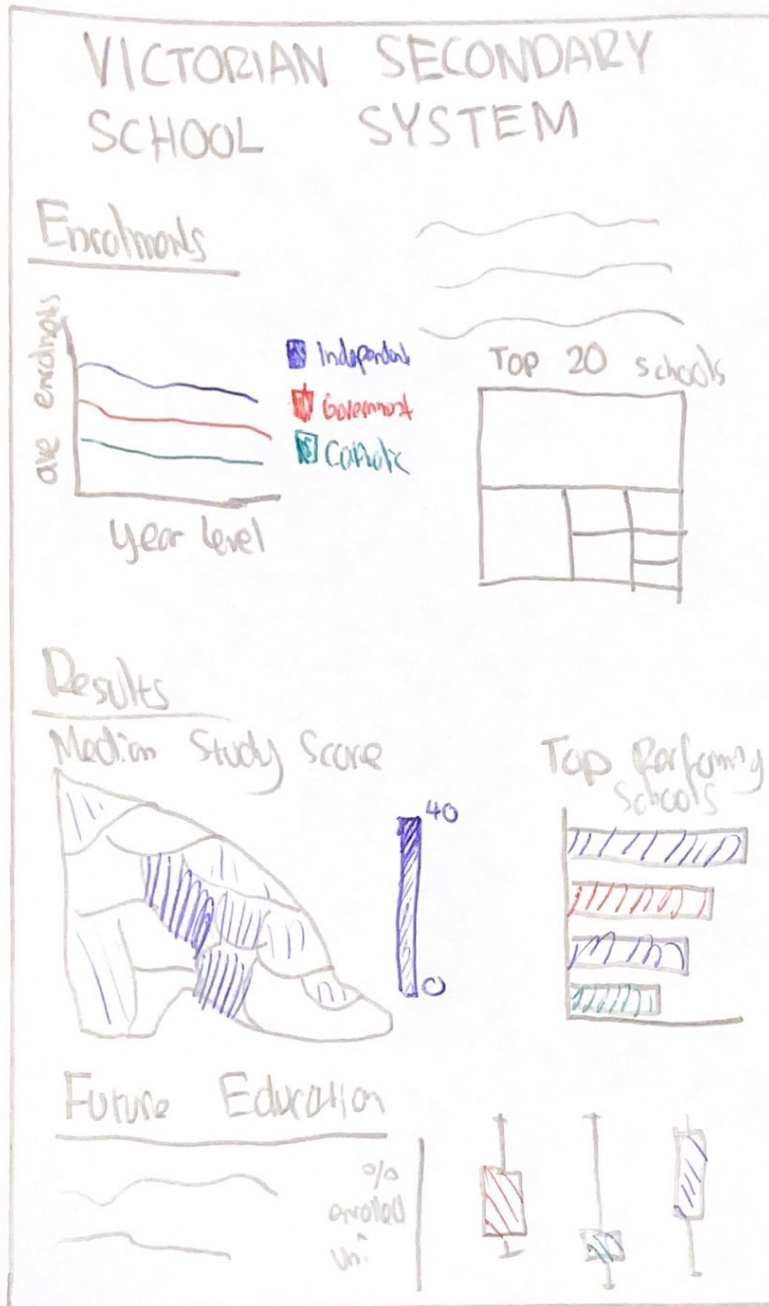 VICTORIAN SECONDARY
SCHOOL SYSTEM
Enrolments
ave enrolments
year level
Independent
Government
Catholic
Top 20 schools
Results
Median Study Score
40
0
Top Performing
Schools
Future Education
%
enrolled
uni